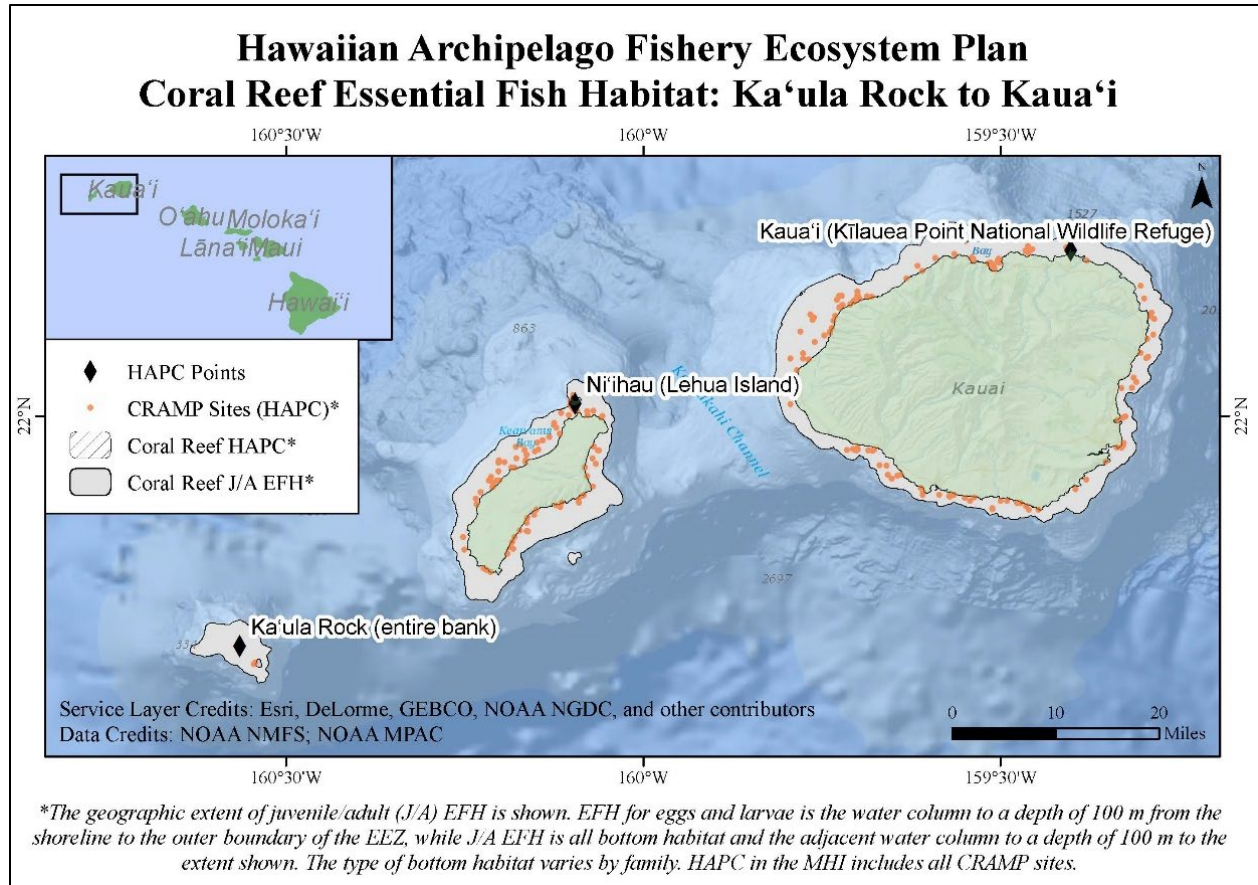 Hawaiian Archipelago Fishery Ecosystem Plan
Coral Reef Essential Fish Habitat: Ka‘ula Rock to Kaua‘i
160°30'W
160°W
159°30'W
Kaua‘i
O‘ahu
Moloka‘i
Lāna‘i
Maui
Hawai‘i
N
1527
Kaua‘i (Kīlauea Point National Wildlife Refuge)
Bay
20
863
HAPC Points
CRAMP Sites (HAPC)*
Coral Reef HAPC*
Coral Reef J/A EFH*
Ni‘ihau (Lehua Island)
Kauai
22°N
22°N
Bay
Channel
2697
Ka‘ula Rock (entire bank)
Service Layer Credits: Esri, DeLorme, GEBCO, NOAA NGDC, and other contributors
Data Credits: NOAA NMFS; NOAA MPAC
0 10 20
Miles
160°30'W
160°W
159°30'W
*The geographic extent of juvenile/adult (J/A) EFH is shown. EFH for eggs and larvae is the water column to a depth of 100 m from the
shoreline to the outer boundary of the EEZ, while J/A EFH is all bottom habitat and the adjacent water column to a depth of 100 m to the
extent shown. The type of bottom habitat varies by family. HAPC in the MHI includes all CRAMP sites.